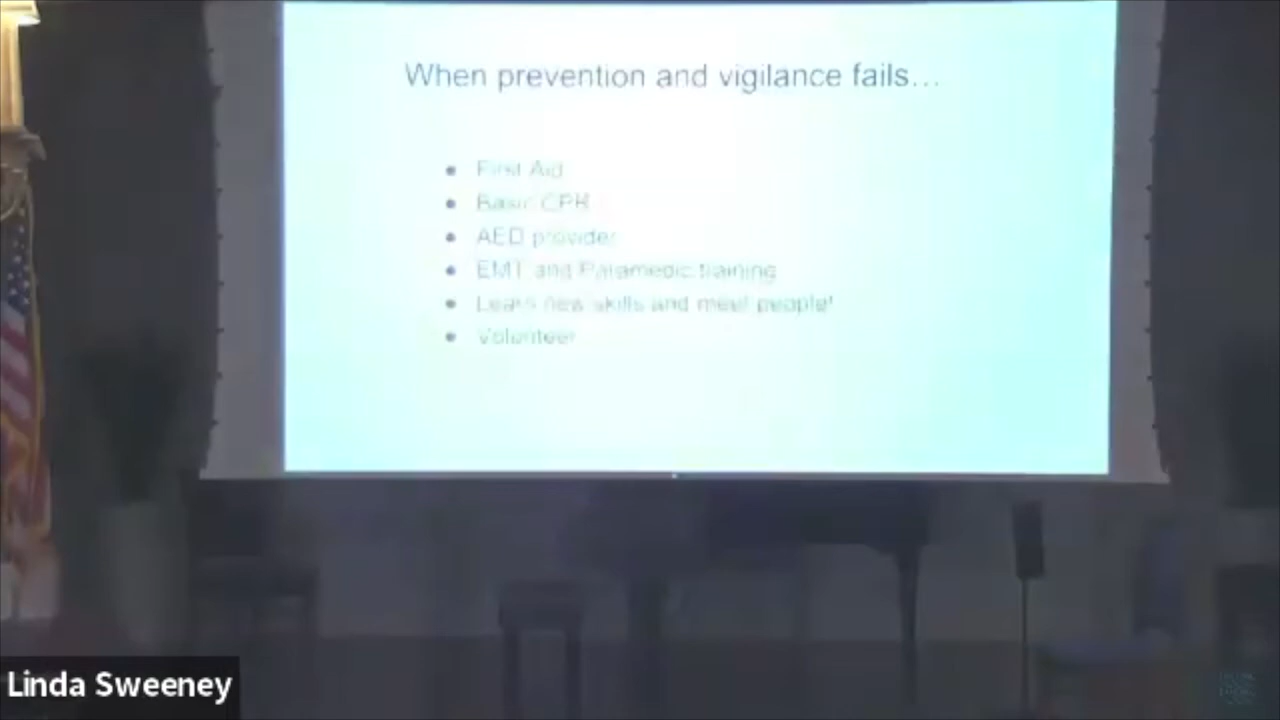 When prevention and vigilance fails...
● First Aid
● Basic CPR
● AED provider
● EMT and Paramedic training
● Learn new skills and meet people!
● Volunteer
Linda Sweeney